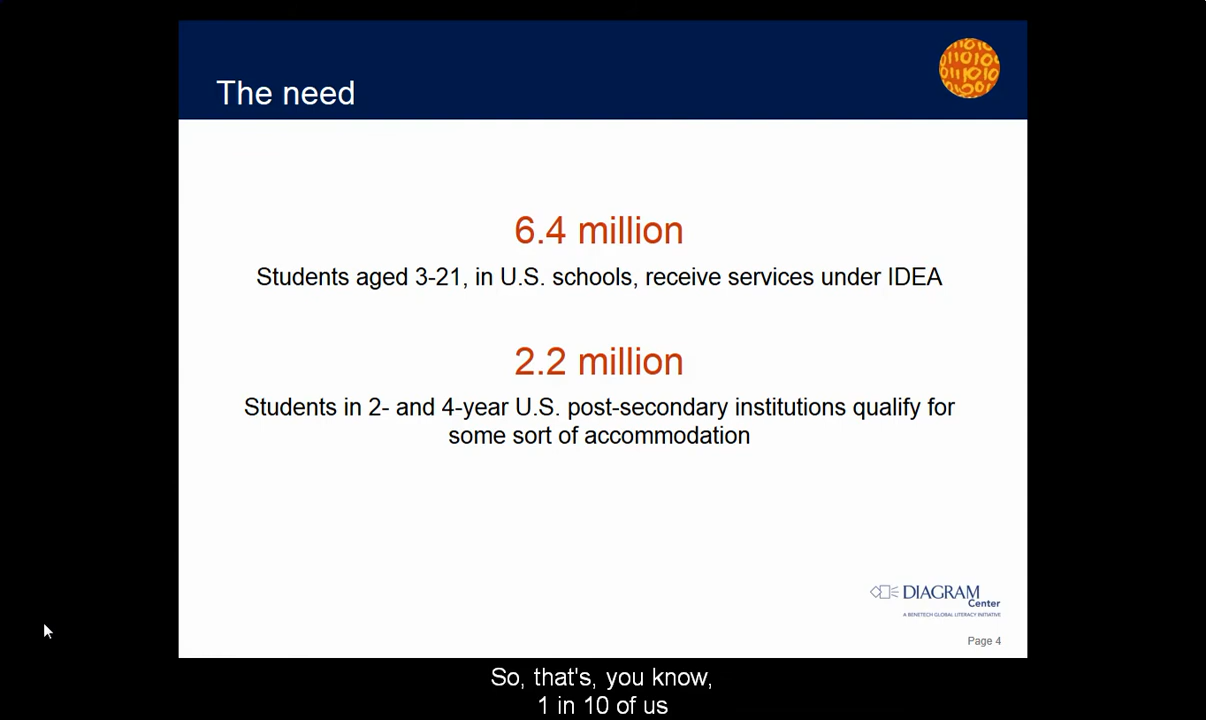 The need
6.4 million
Students aged 3-21, in U.S. schools, receive services under IDEA
2.2 million
Students in 2- and 4-year U.S. post-secondary institutions qualify for
some sort of accommodation
DIAGRAM
Center
A BENETECH GLOBAL LITERACY INITIATIVE
Page 4
So, that's, you know,
1 in 10 of us